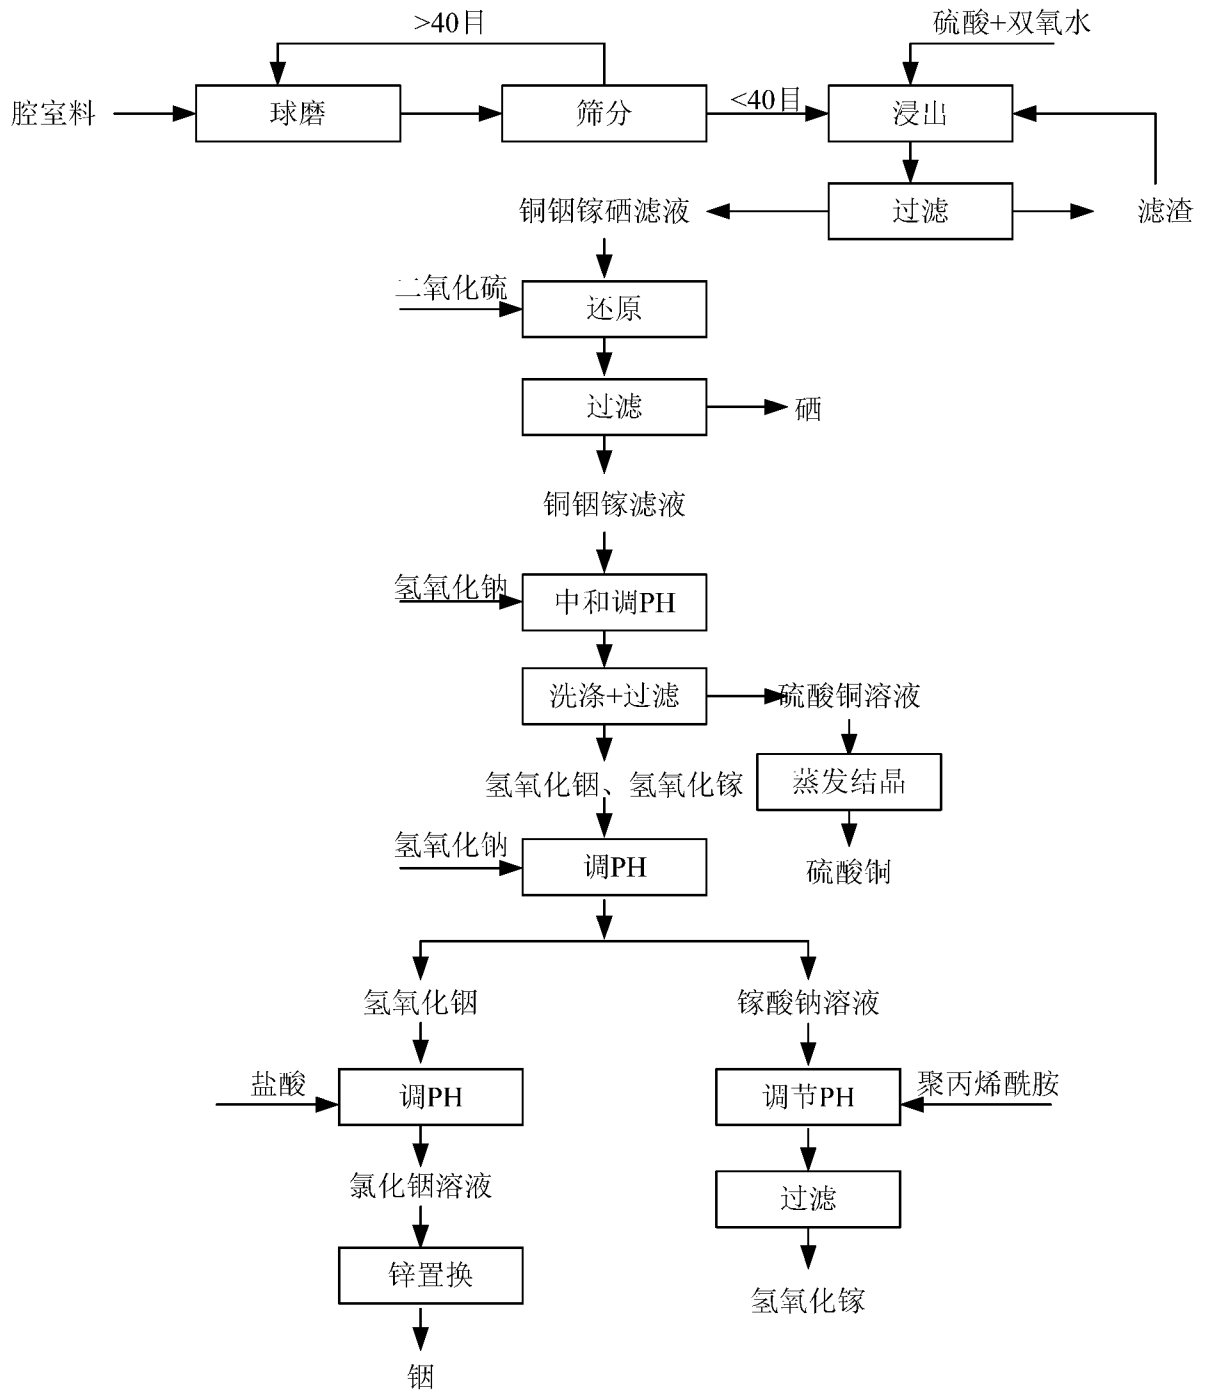 >40目
硫酸+双氧水
腔室料
球磨
筛分
<40目
浸出
铜铟镓硒滤液
过滤
滤渣
二氧化硫
还原
过滤
硒
铜铟镓滤液
氢氧化钠
中和调PH
洗涤+过滤
硫酸铜溶液
氢氧化铟、氢氧化镓
蒸发结晶
氢氧化钠
调PH
硫酸铜
氢氧化铟
镓酸钠溶液
盐酸
调PH
调节PH
聚丙烯酰胺
氯化铟溶液
过滤
锌置换
氢氧化镓
铟